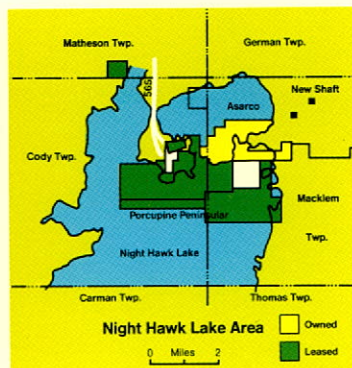 Matheson Twp.
German Twp.
565
New Shaft
Asarco
Cody Twp.
Macklem
Twp.
Porcupine Peninsular
Night Hawk Lake
Carman Twp.
Thomas Twp.
Night Hawk Lake Area
Owned
Leased
0 Miles 2